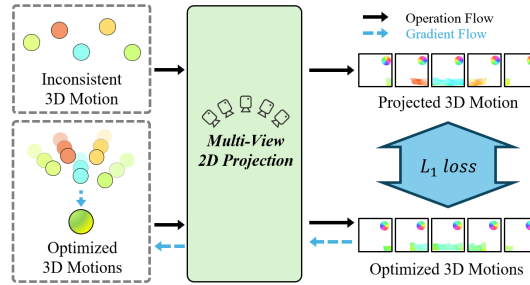 Operation Flow
Gradient Flow
Inconsistent
3D Motion
Projected 3D Motion
Multi-View
2D Projection
L₁ loss
Optimized
3D Motions
Optimized 3D Motions